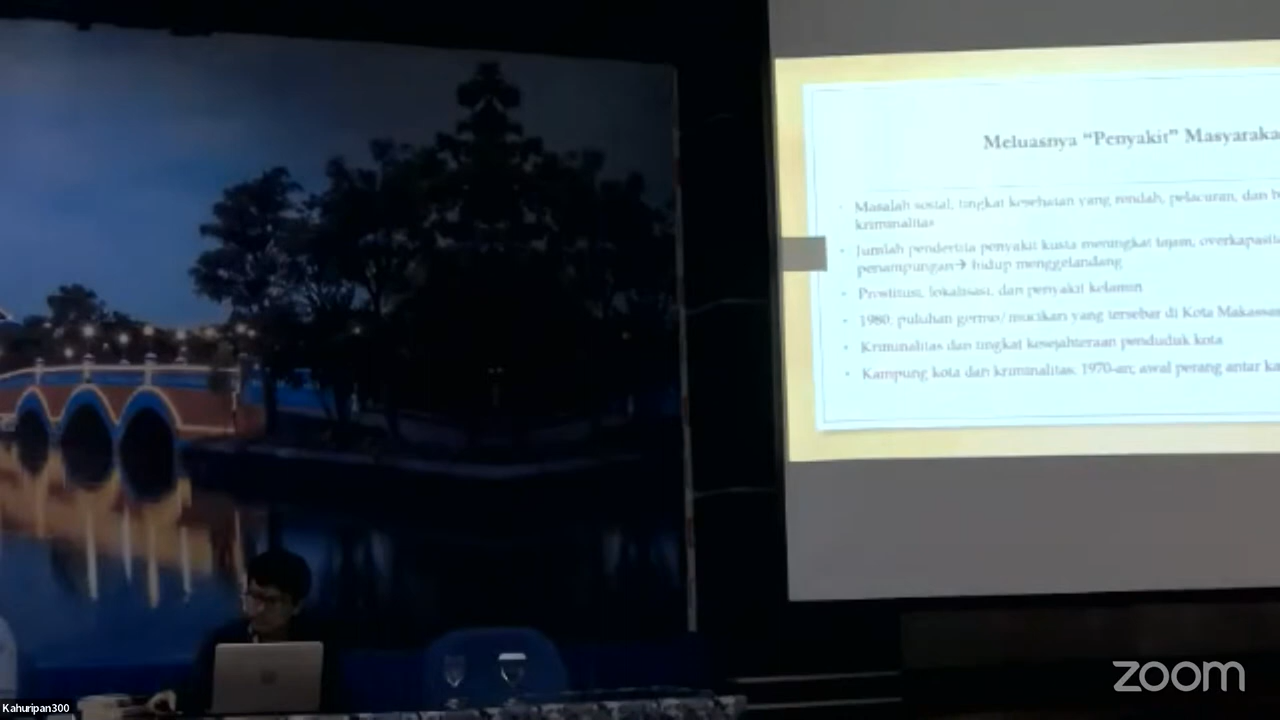 Meluasnya “Penyakit” Masyaraka
Masalah sosial, tingkat kesehatan yang rendah, pelacuran, dan
kriminalitas
Jumlah penderita penyakit kusta meningkat tajam, overkapasita
penampungan→ hidup menggelandang
Prostitusi, lokalisasi, dan penyakit kelamin
1980, puluhan germo/mucikari yang tersebar di Kota Makassar
Kriminalitas dan tingkat kesejahteraan penduduk kota
Kampung kota dan kriminalitas. 1970-an; awal perang antar ka
zoom
Kahuripan300